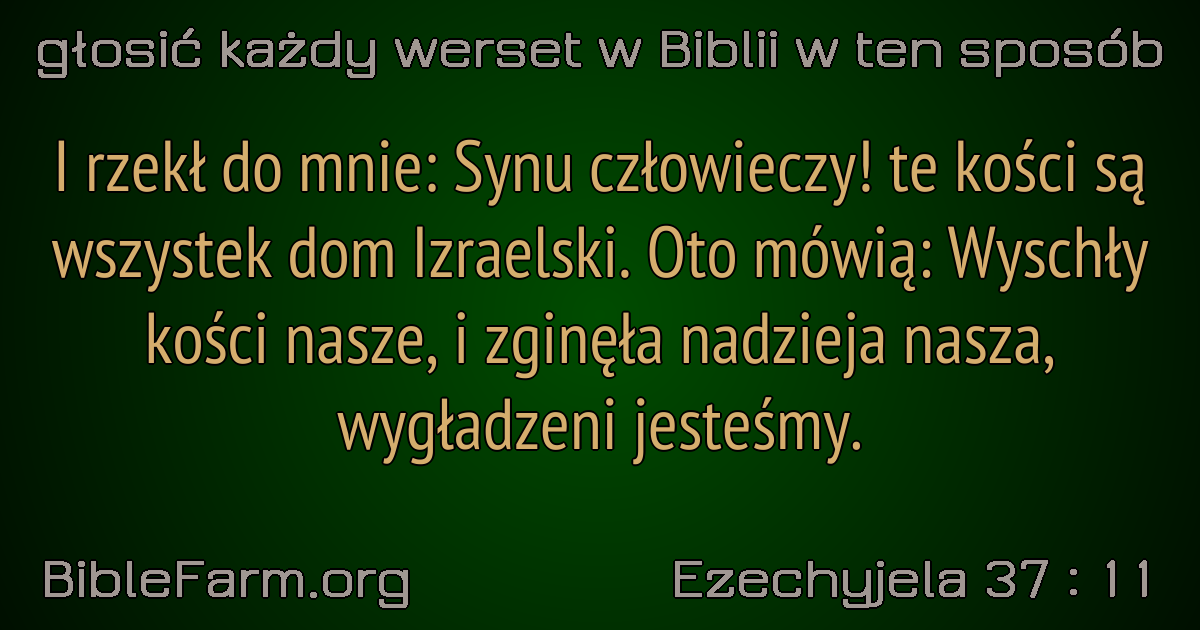 głosić każdy werset w Biblii w ten sposób
I rzekł do mnie: Synu człowieczy! te kości są
wszystek dom Izraelski. Oto mówią: Wyschły
kości nasze, i zginęła nadzieja nasza,
wygładzeni jesteśmy.
BibleFarm.org
Ezechyjela 37 : 11